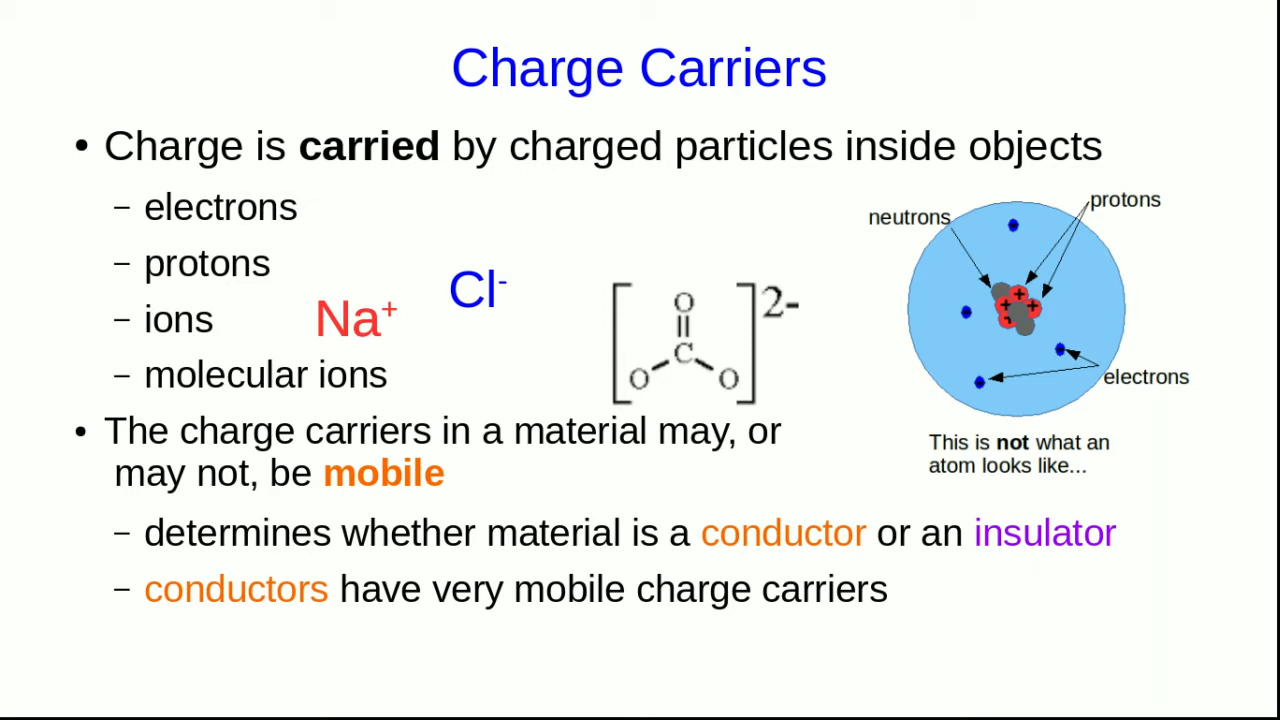 Charge Carriers
• Charge is carried by charged particles inside objects
– electrons
– protons
– ions
– molecular ions
Na⁺
Cl⁻
O
C
O O
2-
neutrons
protons
+
+
+
electrons
This is not what an
atom looks like...
• The charge carriers in a material may, or
may not, be mobile
– determines whether material is a conductor or an insulator
– conductors have very mobile charge carriers